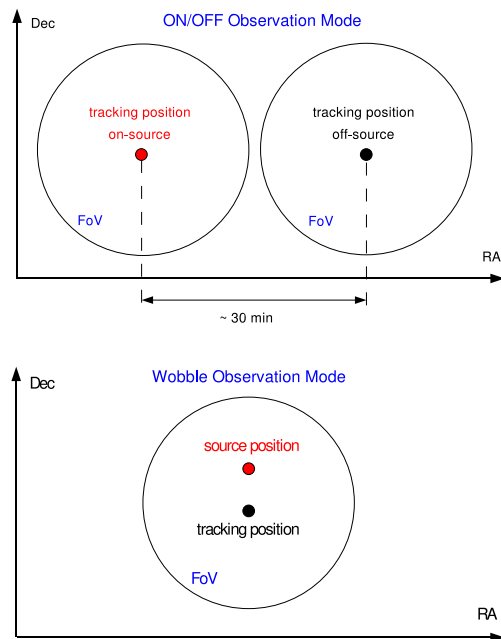 Dec
ON/OFF Observation Mode
tracking position
on-source
tracking position
off-source
FoV
FoV
RA
~ 30 min
Dec
Wobble Observation Mode
source position
tracking position
FoV
RA